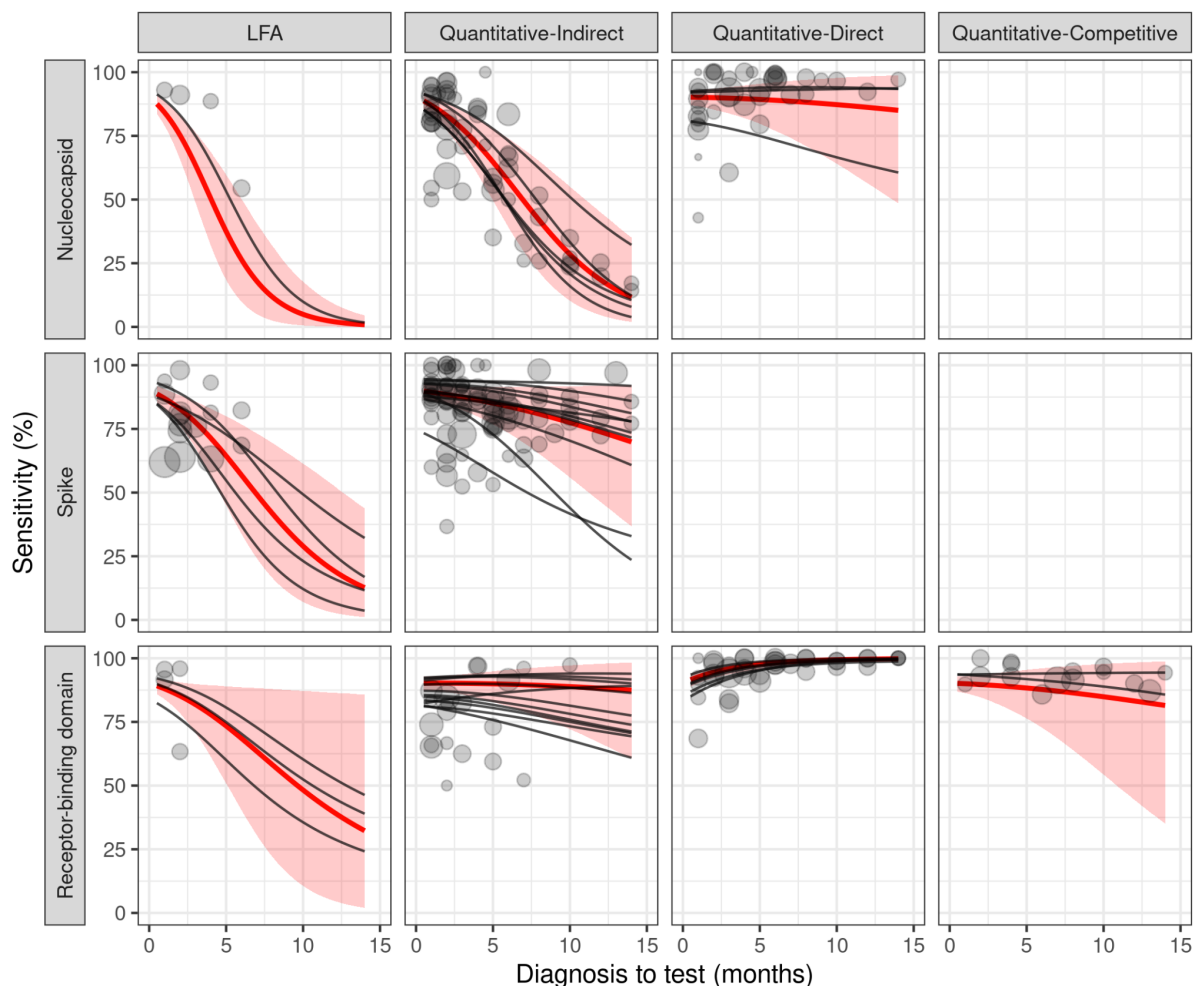 LFA
Quantitative-Indirect
Quantitative-Direct
Quantitative-Competitive
Sensitivity (%)
Nucleocapsid
100
75
50
25
0
Spike
100
75
50
25
0
Receptor-binding domain
100
75
50
25
0
0 5 10 15
0 5 10 15
0 5 10 15
0 5 10 15
Diagnosis to test (months)